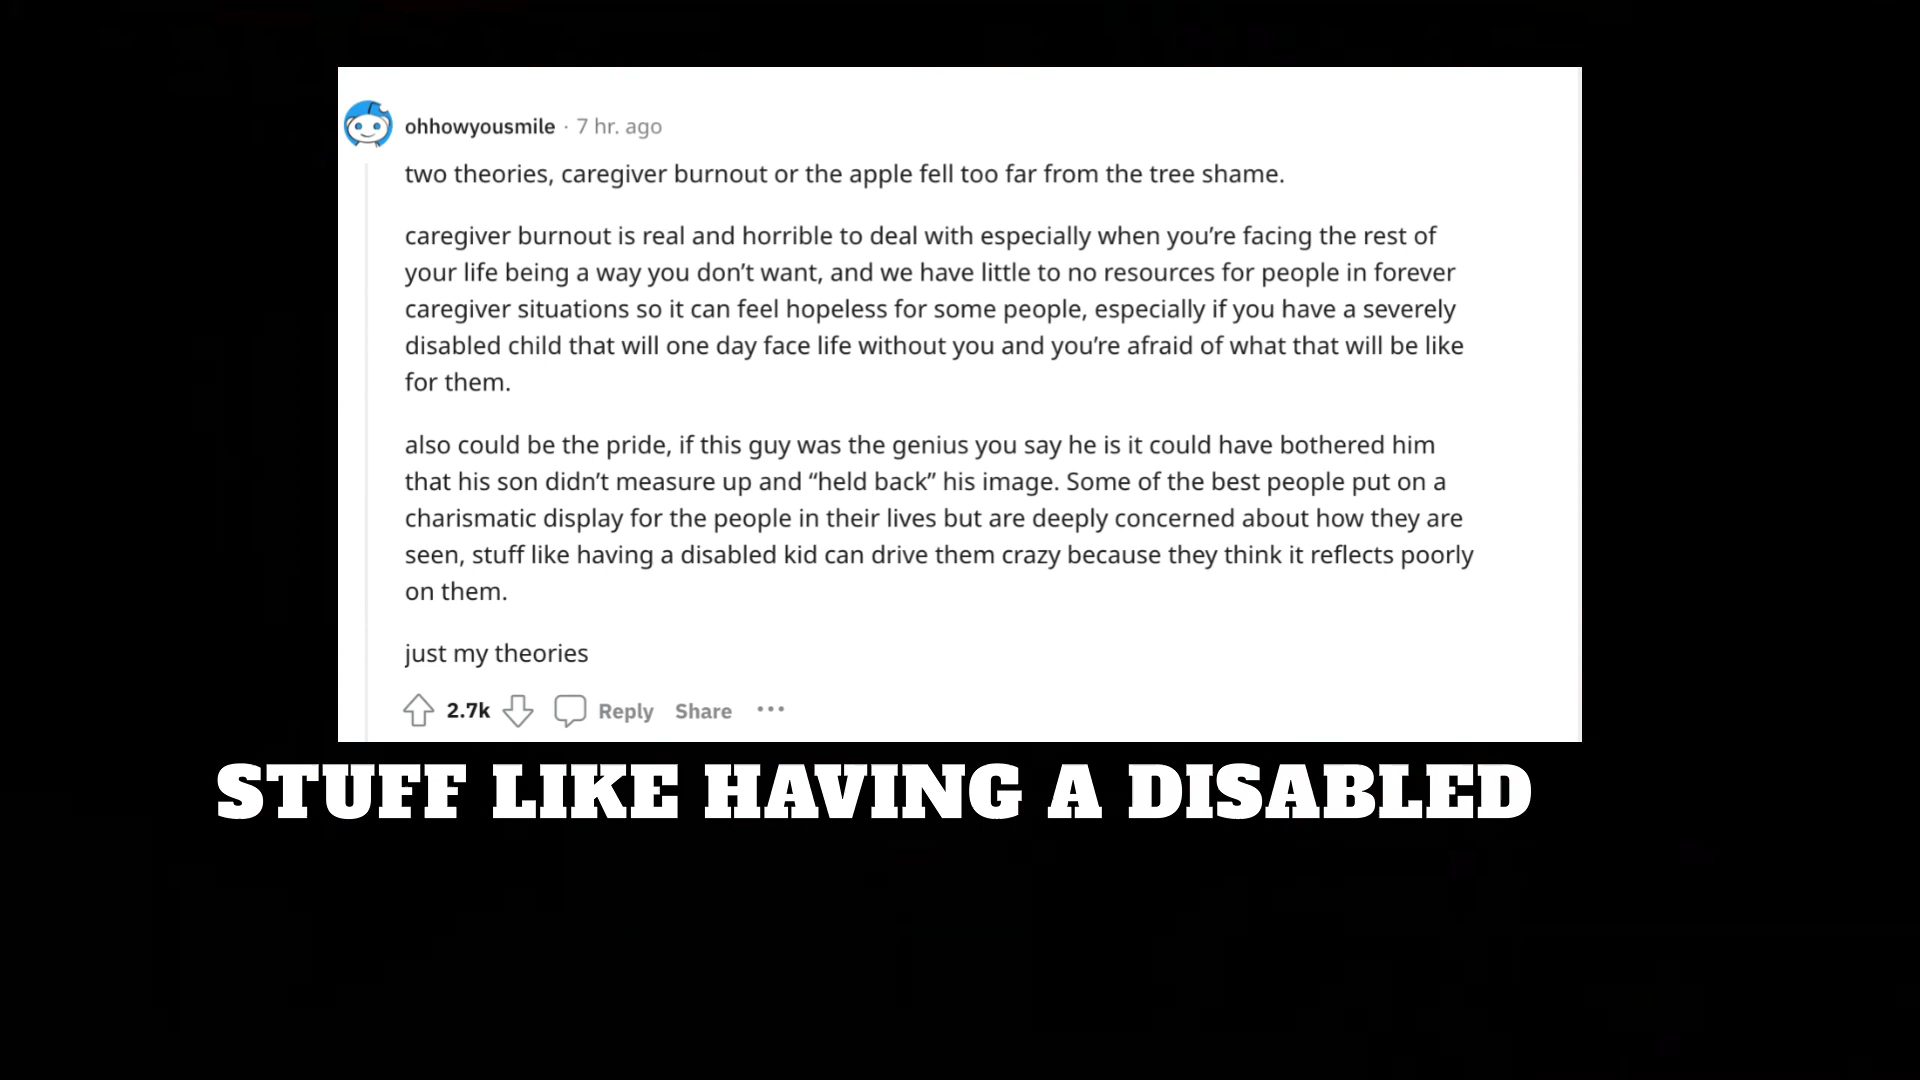 ohhowyousmile · 7 hr. ago
two theories, caregiver burnout or the apple fell too far from the tree shame.
caregiver burnout is real and horrible to deal with especially when you’re facing the rest of
your life being a way you don’t want, and we have little to no resources for people in forever
caregiver situations so it can feel hopeless for some people, especially if you have a severely
disabled child that will one day face life without you and you’re afraid of what that will be like
for them.
also could be the pride, if this guy was the genius you say he is it could have bothered him
that his son didn’t measure up and “held back” his image. Some of the best people put on a
charismatic display for the people in their lives but are deeply concerned about how they are
seen, stuff like having a disabled kid can drive them crazy because they think it reflects poorly
on them.
just my theories
2.7k Reply Share ···
STUFF LIKE HAVING A DISABLED